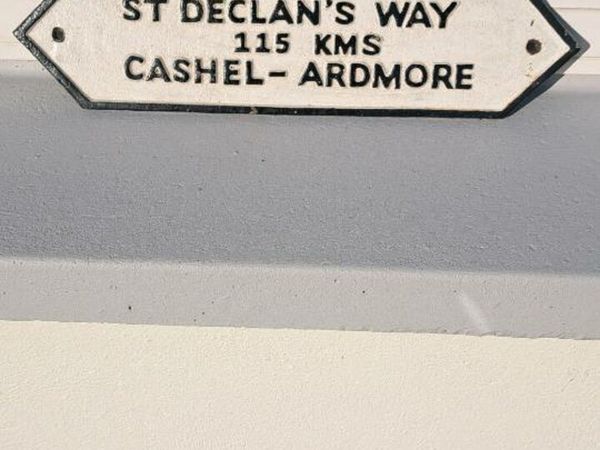 ST DECLAN'S WAY
115 KMS
CASHEL - ARDMORE